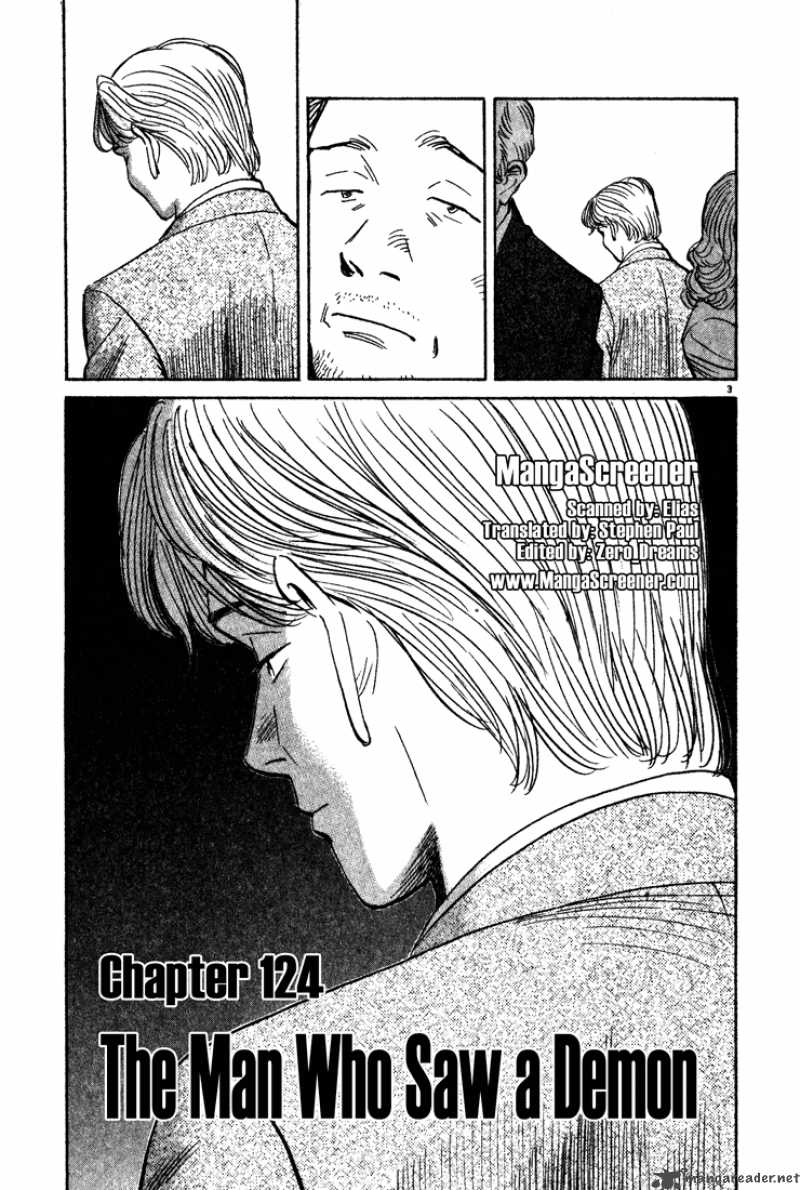 3
MangaScreener
Scanned by: Elias
Translated by: Stephen Paul
Edited by: Zero_Dreams
www.MangaScreener.com
Chapter 124
The Man Who Saw a Demon
mangareader.net